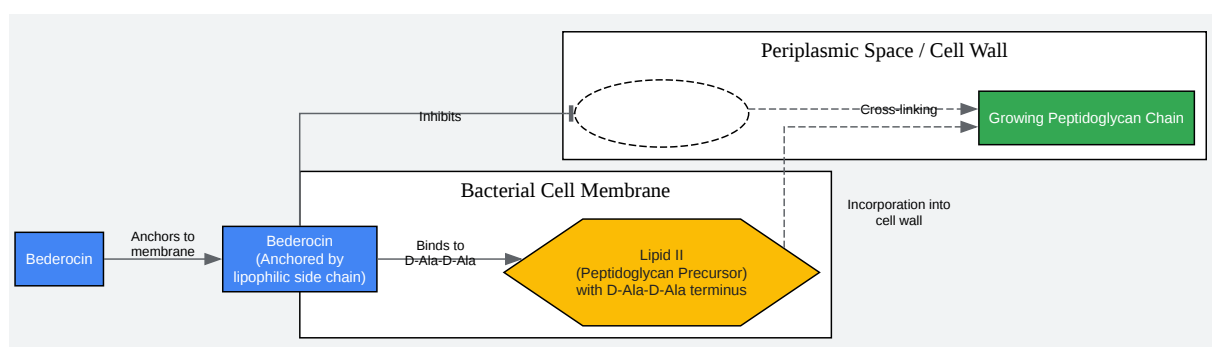 Periplasmic Space / Cell Wall
Inhibits
Cross-linking
Growing Peptidoglycan Chain
Bacterial Cell Membrane
Incorporation into
cell wall
Bederocin
Anchors to
membrane
Bederocin
(Anchored by
lipophilic side chain)
Binds to
D-Ala-D-Ala
Lipid II
(Peptidoglycan Precursor)
with D-Ala-D-Ala terminus